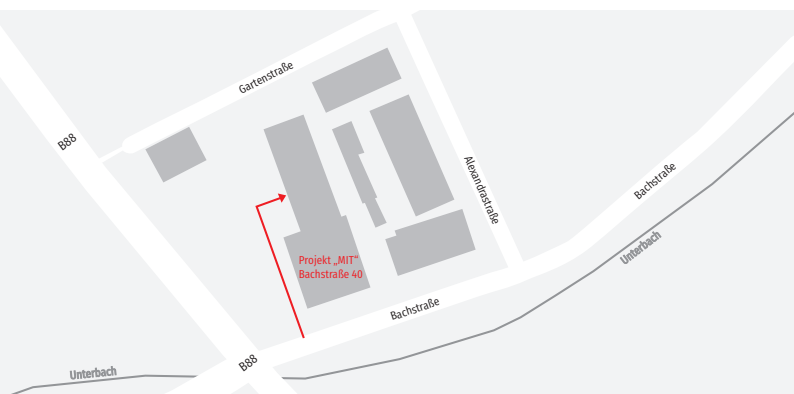 Gartenstraße
B88
Alexandrastraße
Bachstraße
Unterbach
Projekt „MIT“
Bachstraße 40
Bachstraße
B88
Unterbach